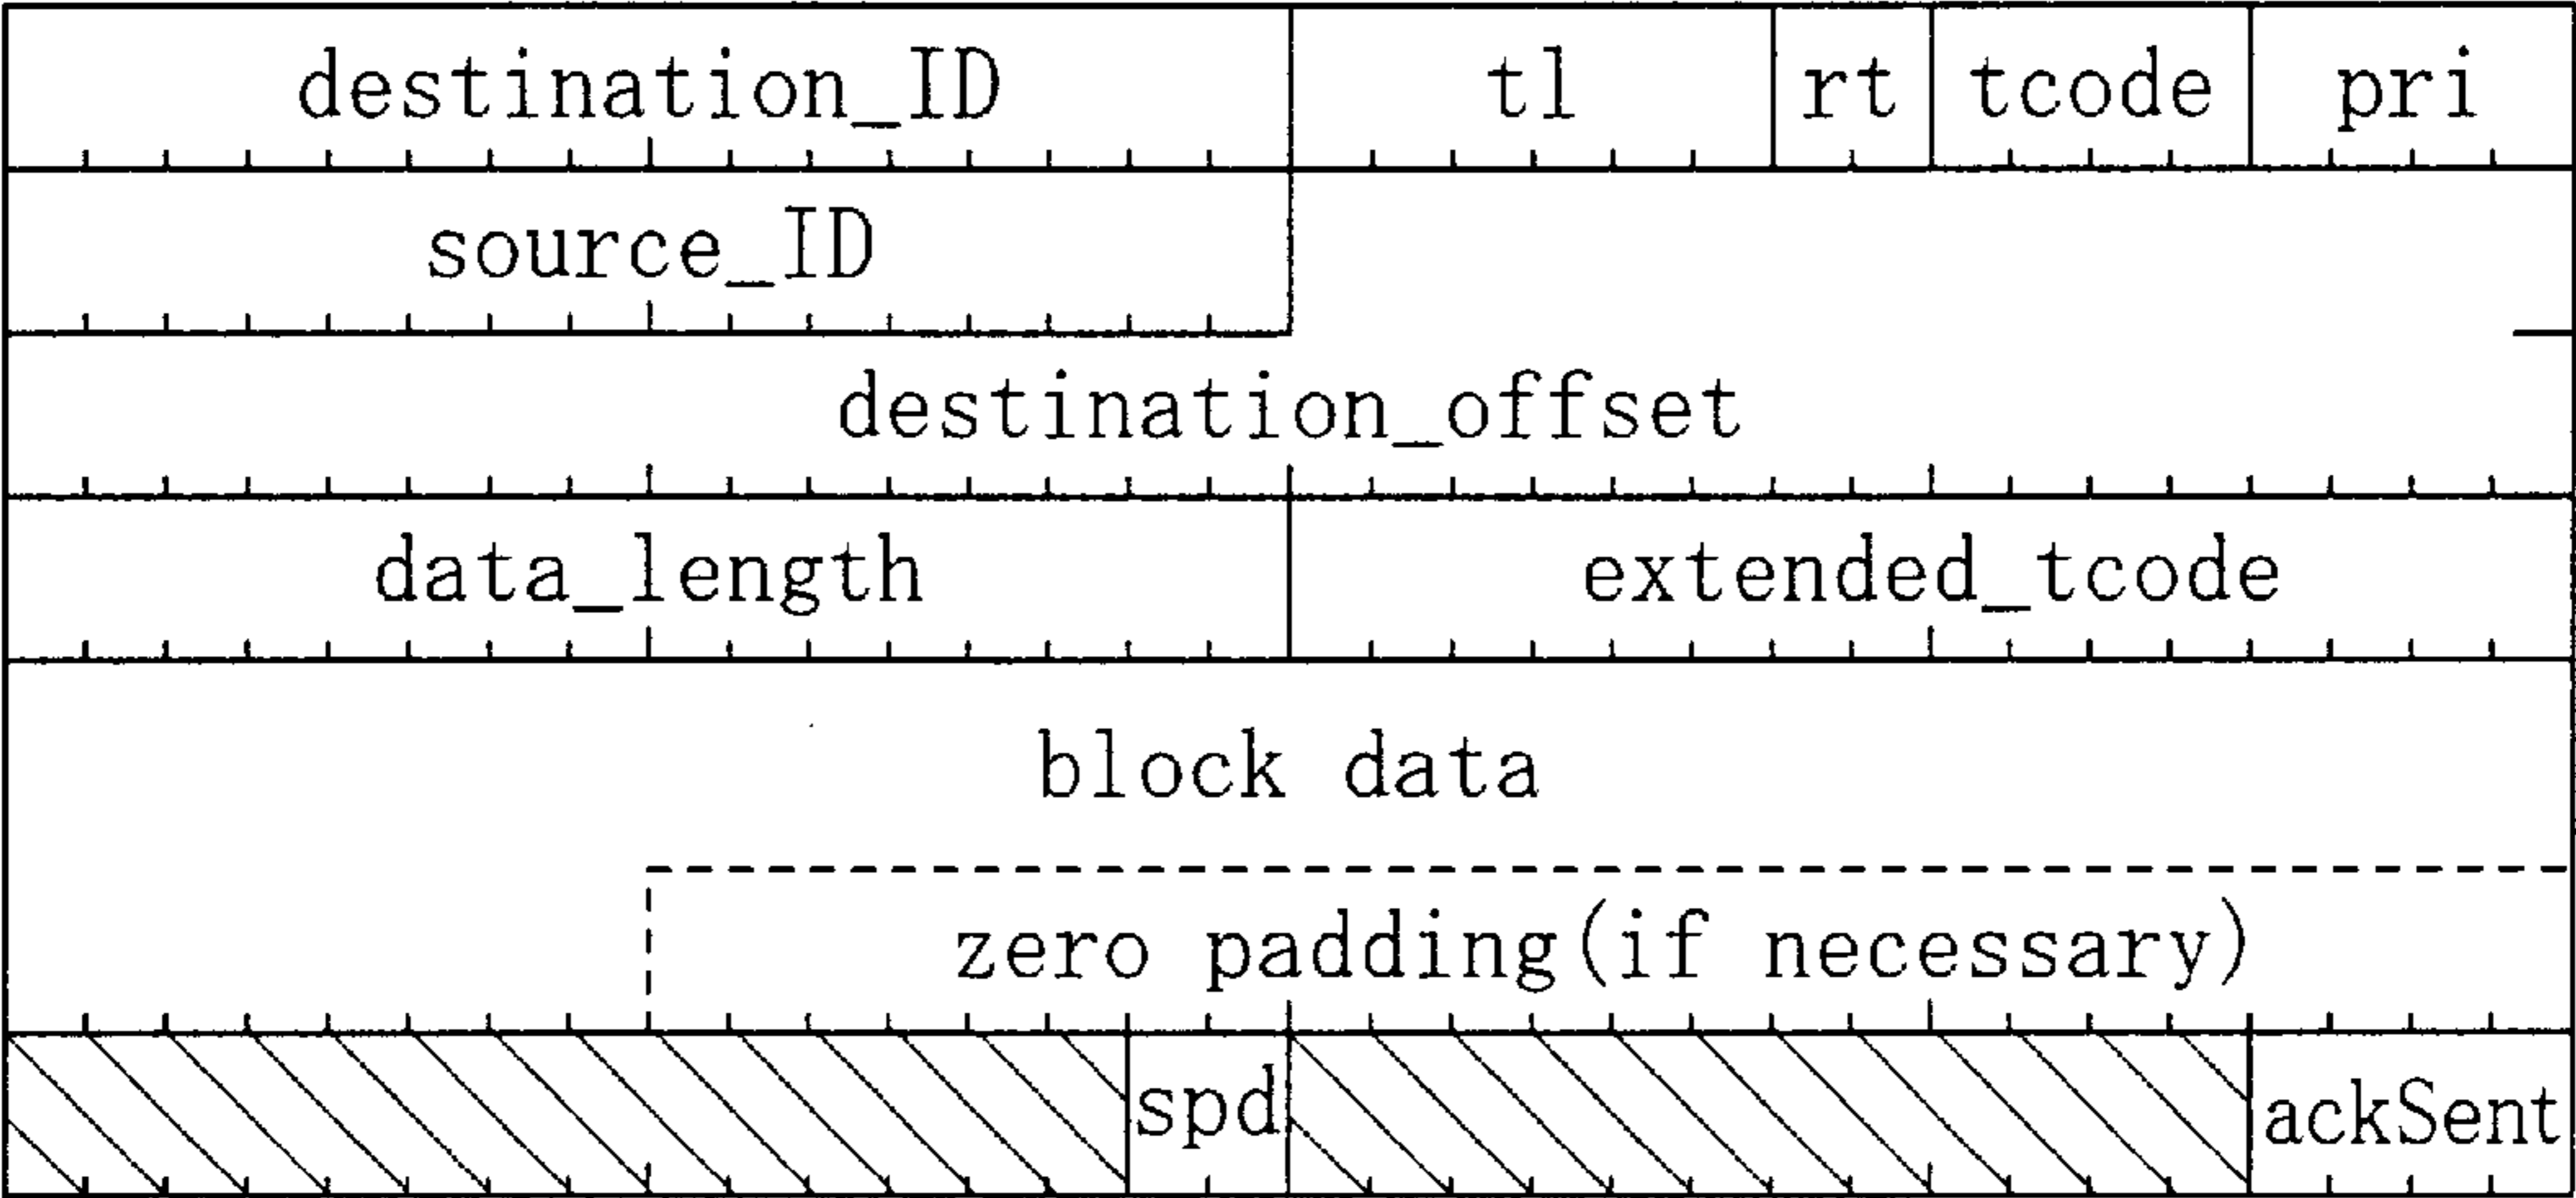 destination_ID tl rt tcode pri
source_ID
destination_offset
data_length extended_tcode
block data
zero padding(if necessary)
spd ackSent